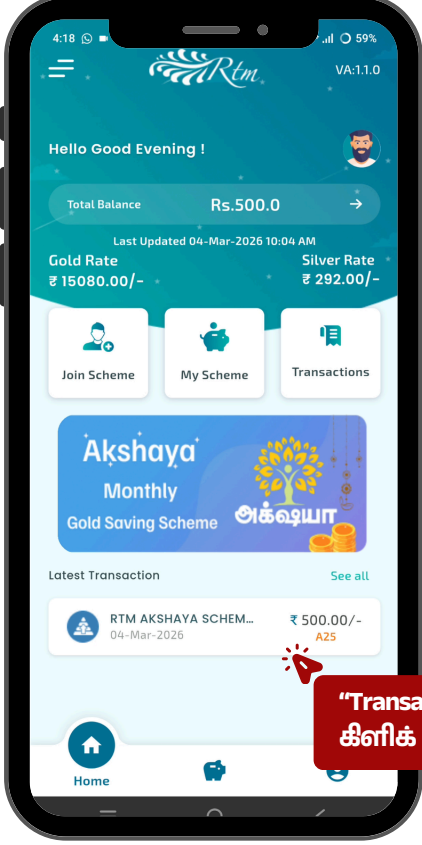 4:18
59%
Rtm
VA:1.1.0
Hello Good Evening !
Total Balance Rs.500.0
Last Updated 04-Mar-2026 10:04 AM
Gold Rate Silver Rate
₹ 15080.00/- ₹ 292.00/-
Join Scheme My Scheme Transactions
Akshaya
Monthly
Gold Saving Scheme
அக்ஷயா
Latest Transaction See all
RTM AKSHAYA SCHEM... ₹ 500.00/-
04-Mar-2026 A25
கிளிக்
Home